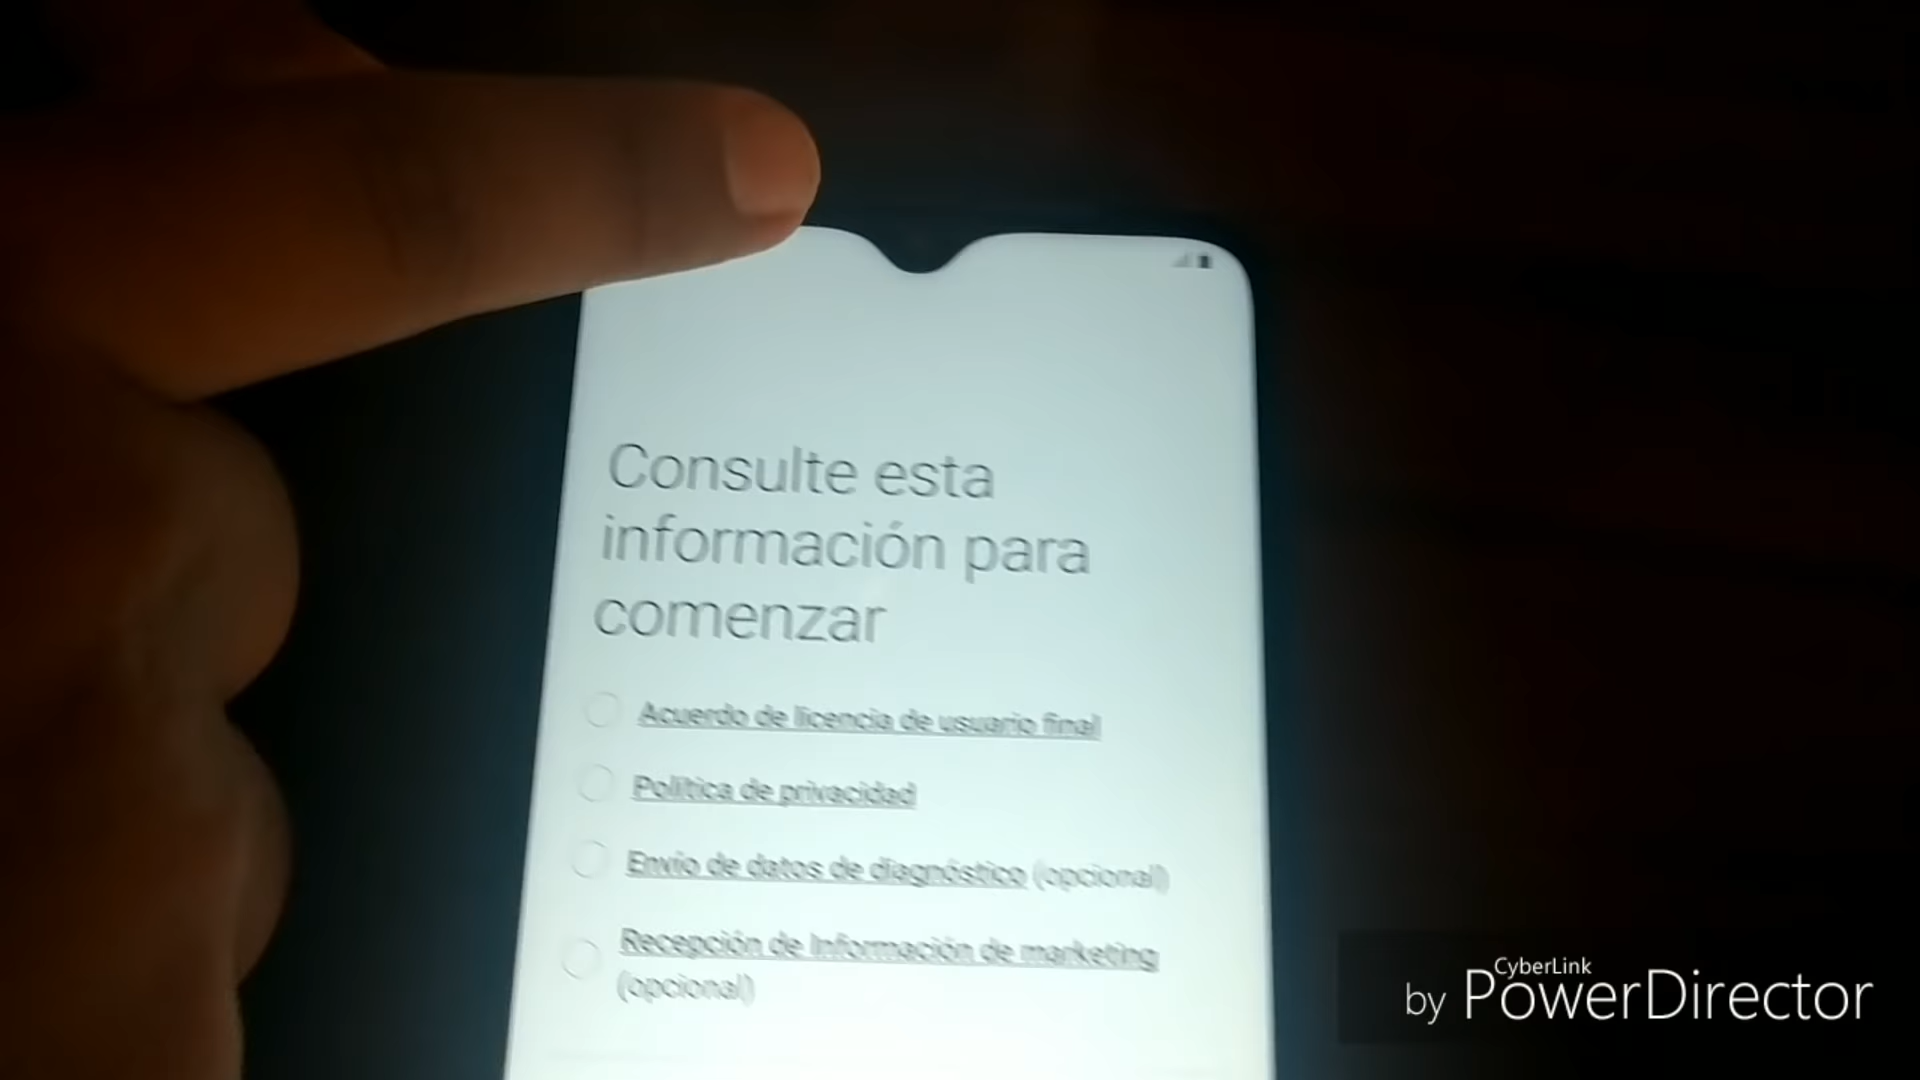 Consulte esta
información para
comenzar
Acuerdo de licencia de usuario final
Política de privacidad
Envío de datos de diagnóstico (opcional)
Recepción de Información de marketing
(opcional)
CyberLink
by PowerDirector